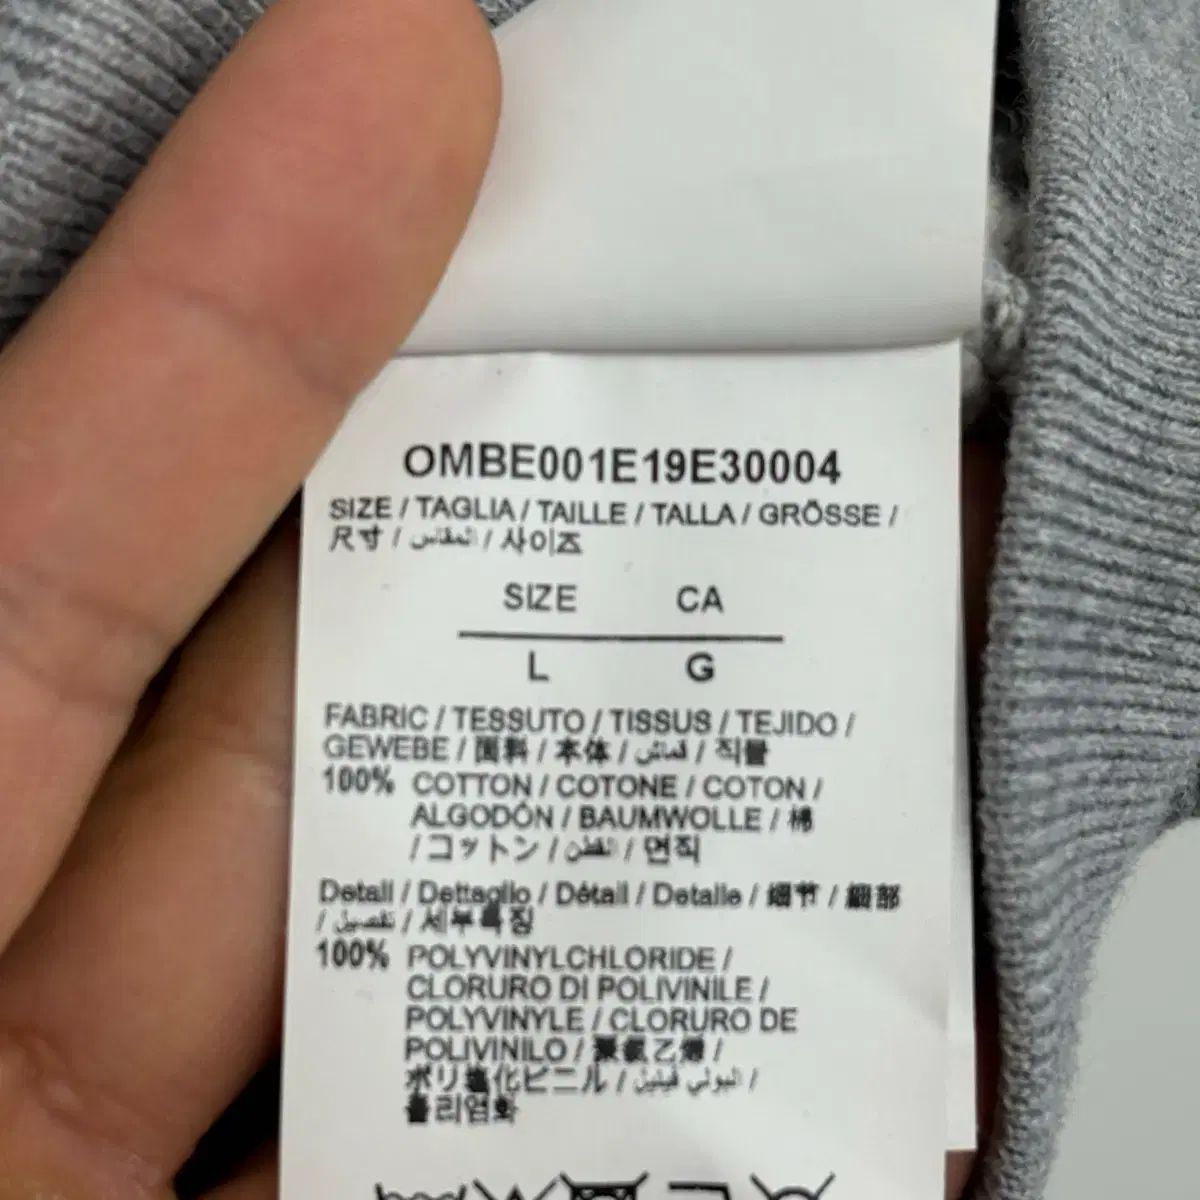 OMBE001E19E30004
SIZE / TAGLIA / TAILLE / TALLA / GRÖSSE /
尺寸 / المقاس / 사이즈
SIZE CA
L G
FABRIC / TESSUTO / TISSUS / TEJIDO /
GEWEBE / 面料 / 本体 / قماش / 직물
100% COTTON / COTONE / COTON /
ALGODÓN / BAUMWOLLE / 棉
/ コットン / القطن / 면직
Detail / Dettaglio / Détail / Detalle / 细节 / 細部
/ تفصيل / 세부특징
100% POLYVINYLCHLORIDE /
CLORURO DI POLIVINILE /
POLYVINYLE / CLORURO DE
POLIVINILO / 聚氯乙烯 /
ポリ塩化ビニル / البولي فينيل /
폴리염화